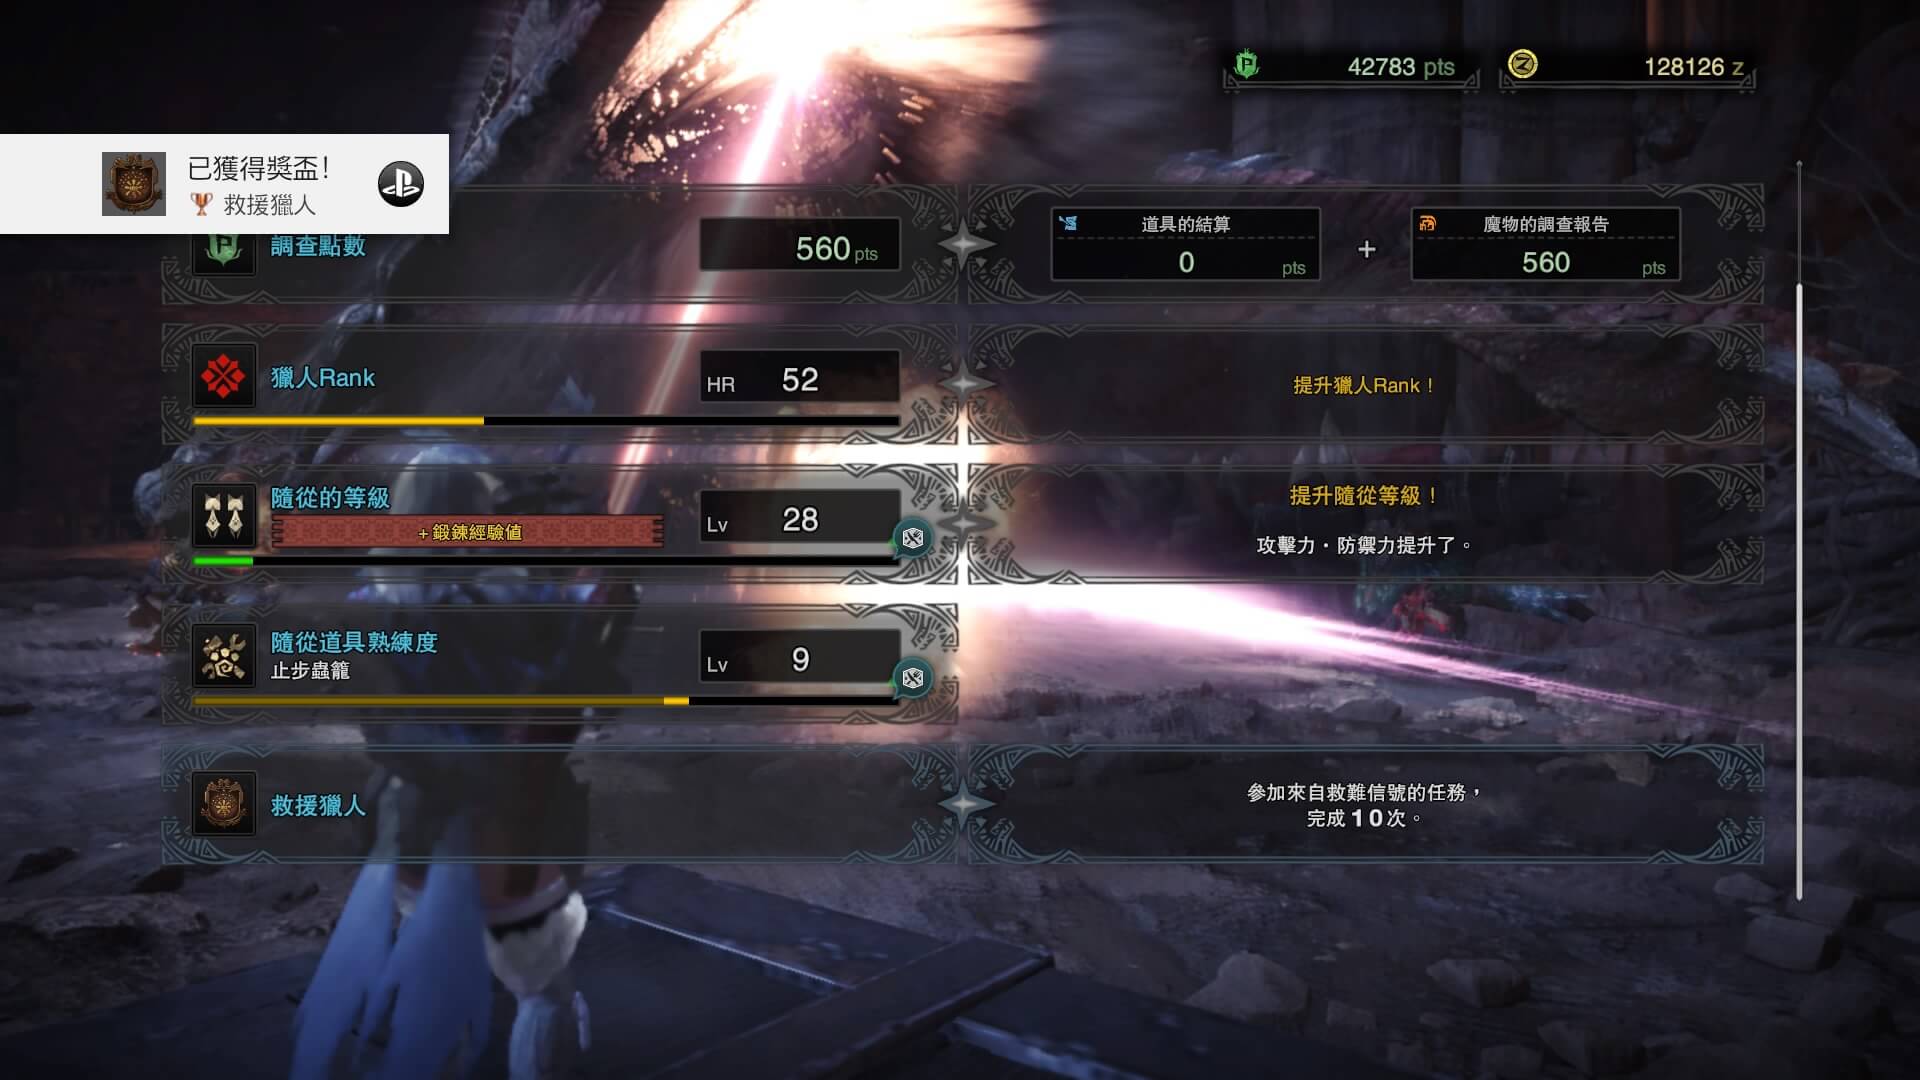 42783 pts
128126 z
已獲得獎盃！
救援獵人
調查點數
560 pts
道具的結算
0 pts
+
魔物的調查報告
560 pts
獵人Rank
HR 52
提升獵人Rank！
隨從的等級
+鍛鍊經驗值
Lv 28
提升隨從等級！
攻擊力・防禦力提升了。
隨從道具熟練度
止步蟲籠
Lv 9
救援獵人
參加來自救難信號的任務，
完成10次。